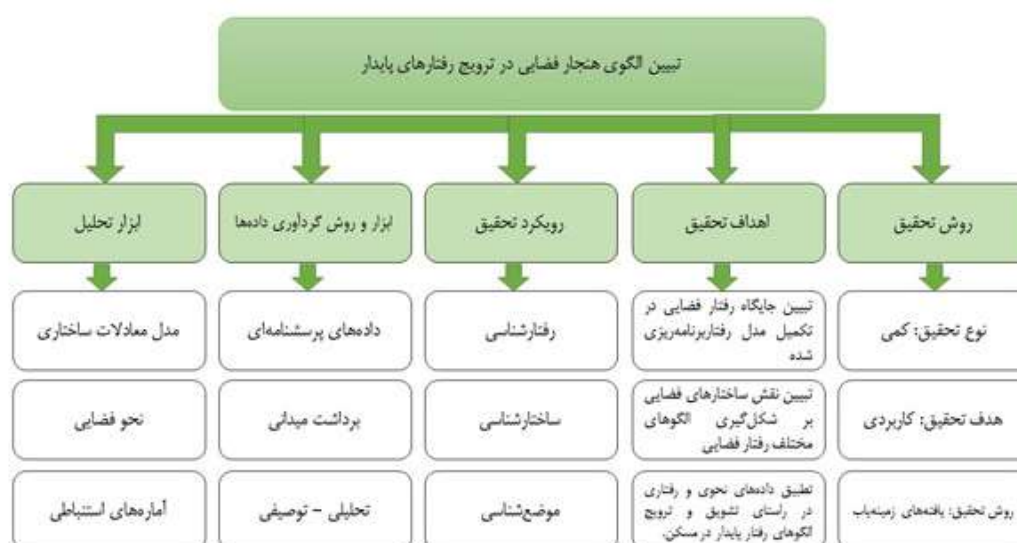 تبیین الگوی هنجار فضایی در ترویج رفتارهای پایدار
روش تحقیق
اهداف تحقیق
رویکرد تحقیق
ابزار و روش گردآوری داده‌ها
ابزار تحلیل
نوع تحقیق: کمی
تبیین جایگاه رفتار فضایی در
تکمیل مدل رفتاربرنامه‌ریزی
شده
رفتارشناسی
داده‌های پرسشنامه‌ای
مدل معادلات ساختاری
هدف تحقیق: کاربردی
تبیین نقش ساختارهای فضایی
بر شکل‌گیری الگوهای
مختلف رفتار فضایی
ساختارشناسی
برداشت میدانی
نحو فضایی
روش تحقیق: یافته‌های زمینه‌یاب
تطبیق داده‌های نحوی و رفتاری
در راستای تشویق و ترویج
الگوهای رفتار پایدار در مسکن.
موضع‌شناسی
تحلیلی - توصیفی
آماره‌های استنباطی